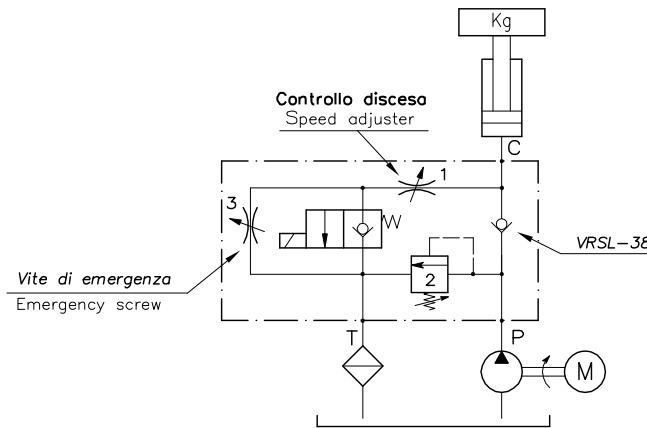 Kg
Controllo discesa
Speed adjuster
C
1
3
VRSL-38
2
Vite di emergenza
Emergency screw
T
P
M